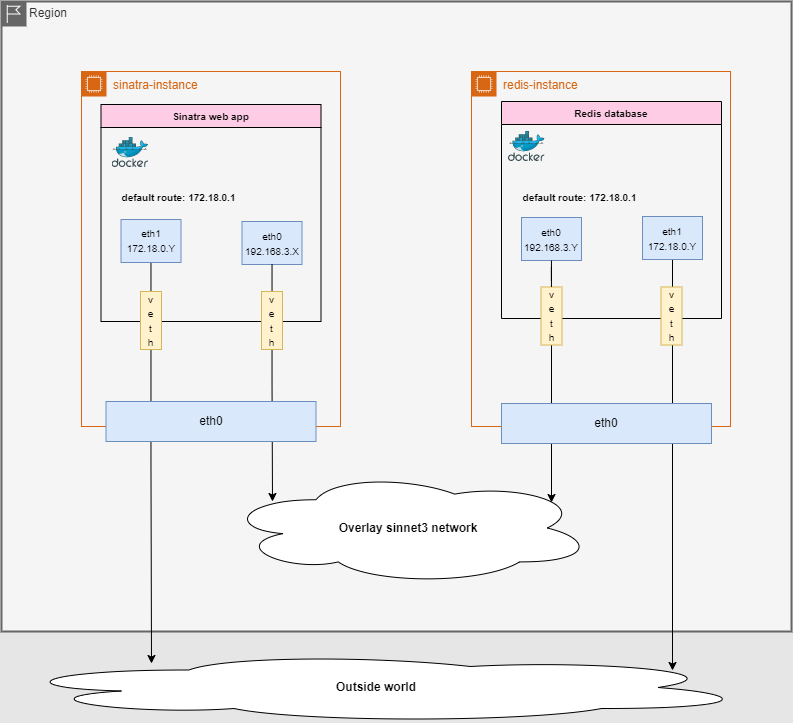 Region
sinatra-instance
redis-instance
Sinatra web app
Redis database
docker
docker
default route: 172.18.0.1
default route: 172.18.0.1
eth1
172.18.0.Y
eth0
192.168.3.X
eth0
192.168.3.Y
eth1
172.18.0.Y
v
e
t
h
v
e
t
h
v
e
t
h
v
e
t
h
eth0
eth0
Overlay sinnet3 network
Outside world